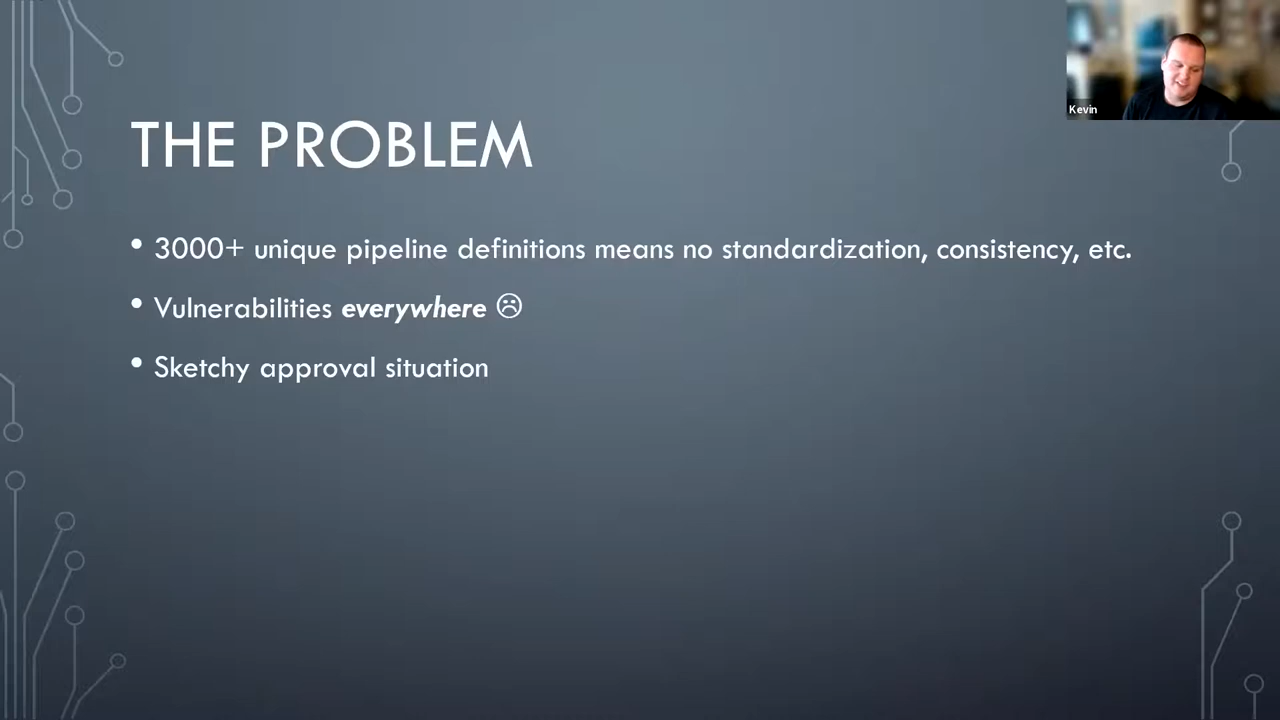 Kevin
THE PROBLEM
• 3000+ unique pipeline definitions means no standardization, consistency, etc.
• Vulnerabilities everywhere ☹
• Sketchy approval situation